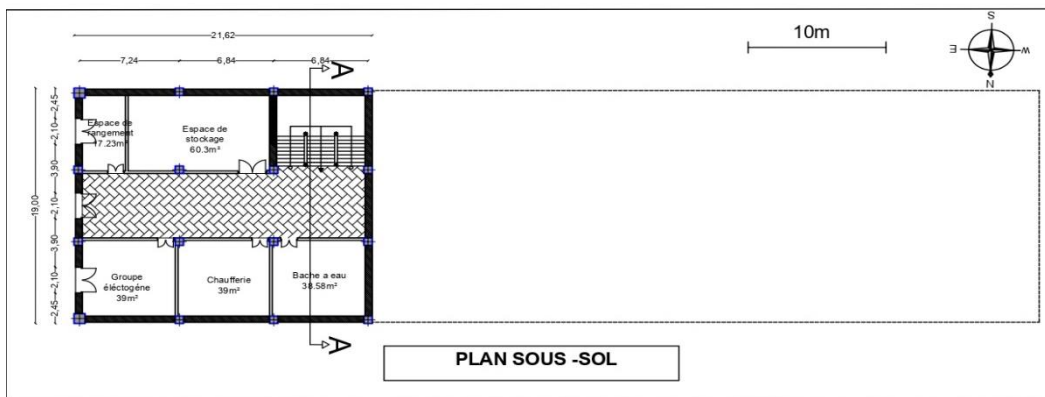 21,62
7,24
6,84
6,84
A
10m
S
E
W
N
19,00
2,45
2,10
3,90
2,10
3,90
2,10
2,45
Espace de
rangement
17.23m²
Espace de
stockage
60.3m²
Groupe
éléctogéne
39m²
Chaufferie
39m²
Bache a eau
38.58m²
A
PLAN SOUS -SOL